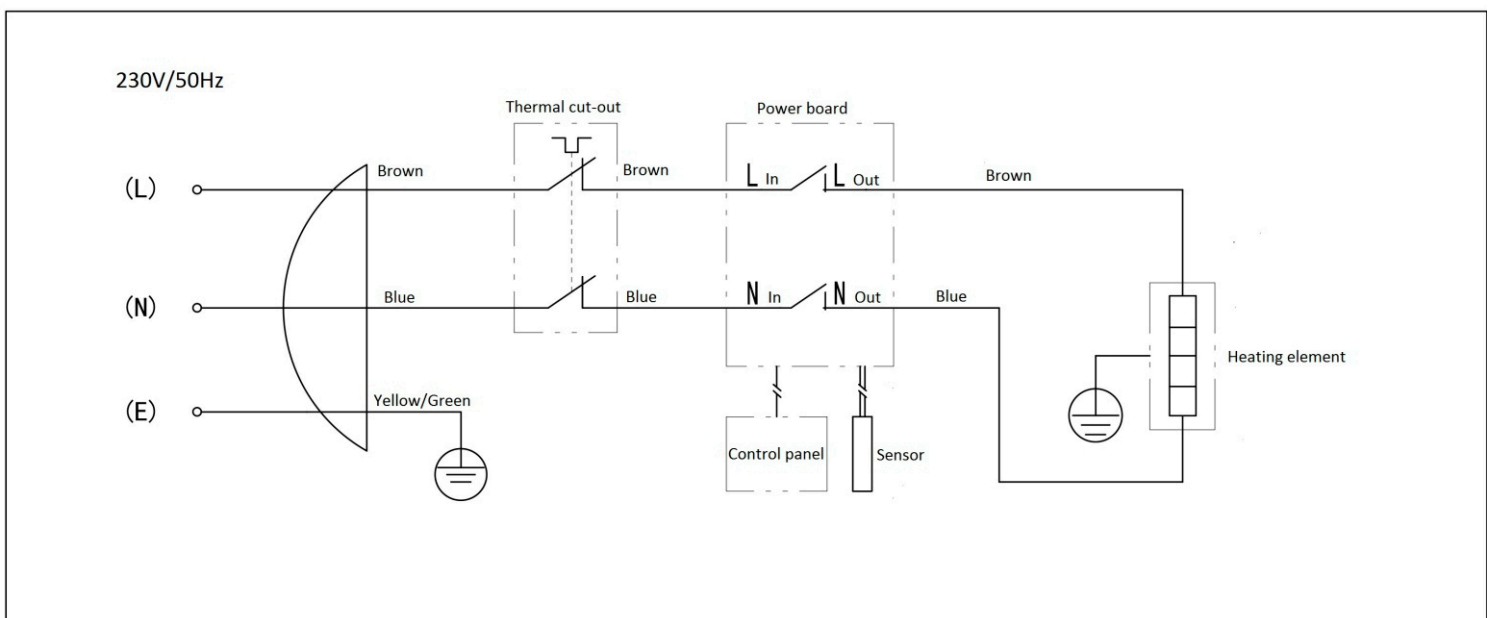 230V/50Hz
Thermal cut-out
Power board
(L)
Brown
Brown
L In
L Out
Brown
(N)
Blue
Blue
N In
N Out
Blue
Heating element
(E)
Yellow/Green
Control panel
Sensor